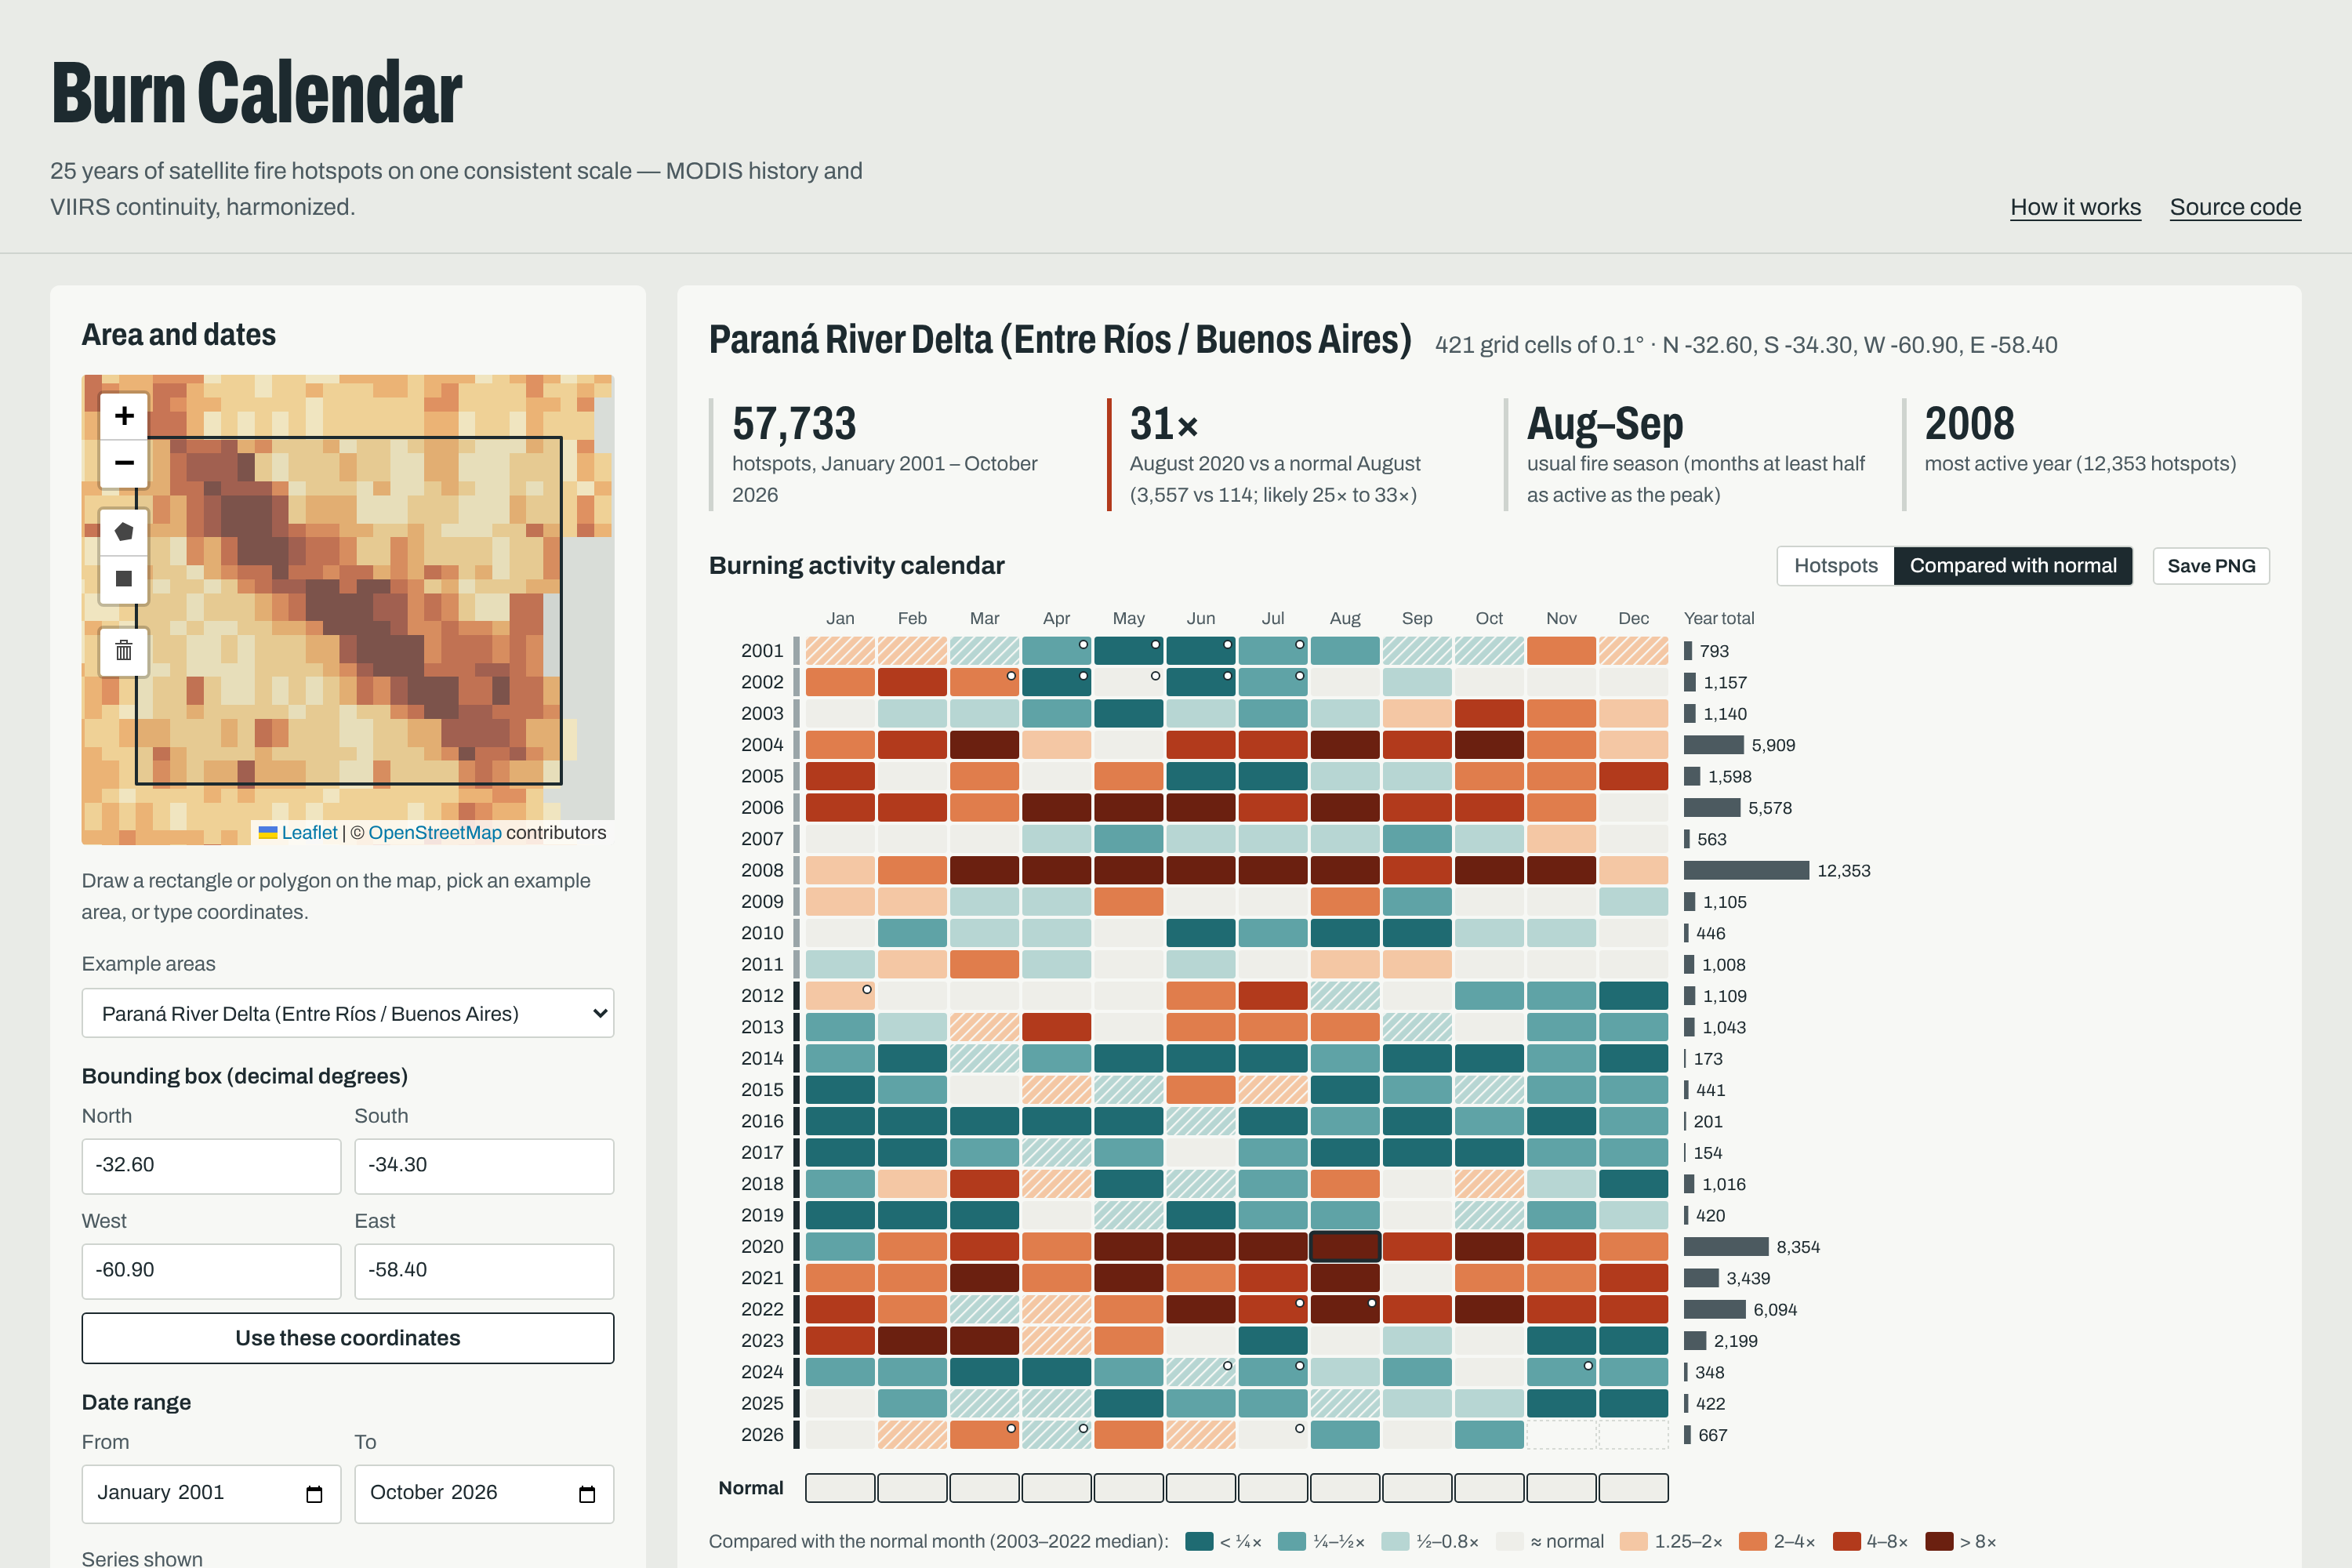 Burn Calendar
25 years of satellite fire hotspots on one consistent scale — MODIS history and
VIIRS continuity, harmonized.
How it works
Source code
Area and dates
+
−
Leaflet | © OpenStreetMap contributors
Draw a rectangle or polygon on the map, pick an example
area, or type coordinates.
Example areas
Paraná River Delta (Entre Ríos / Buenos Aires)
Bounding box (decimal degrees)
North South
-32.60 -34.30
West East
-60.90 -58.40
Use these coordinates
Date range
From To
January 2001 October 2026
Series shown
Paraná River Delta (Entre Ríos / Buenos Aires) 421 grid cells of 0.1° · N -32.60, S -34.30, W -60.90, E -58.40
57,733
hotspots, January 2001 – October
2026
31×
August 2020 vs a normal August
(3,557 vs 114; likely 25× to 33×)
Aug–Sep
usual fire season (months at least half
as active as the peak)
2008
most active year (12,353 hotspots)
Burning activity calendar
Hotspots Compared with normal Save PNG
Jan Feb Mar Apr May Jun Jul Aug Sep Oct Nov Dec Year total
2001 793
2002 1,157
2003 1,140
2004 5,909
2005 1,598
2006 5,578
2007 563
2008 12,353
2009 1,105
2010 446
2011 1,008
2012 1,109
2013 1,043
2014 173
2015 441
2016 201
2017 154
2018 1,016
2019 420
2020 8,354
2021 3,439
2022 6,094
2023 2,199
2024 348
2025 422
2026 667
Normal
Compared with the normal month (2003–2022 median): < ¼× ¼–½× ½–0.8× ≈ normal 1.25–2× 2–4× 4–8× > 8×